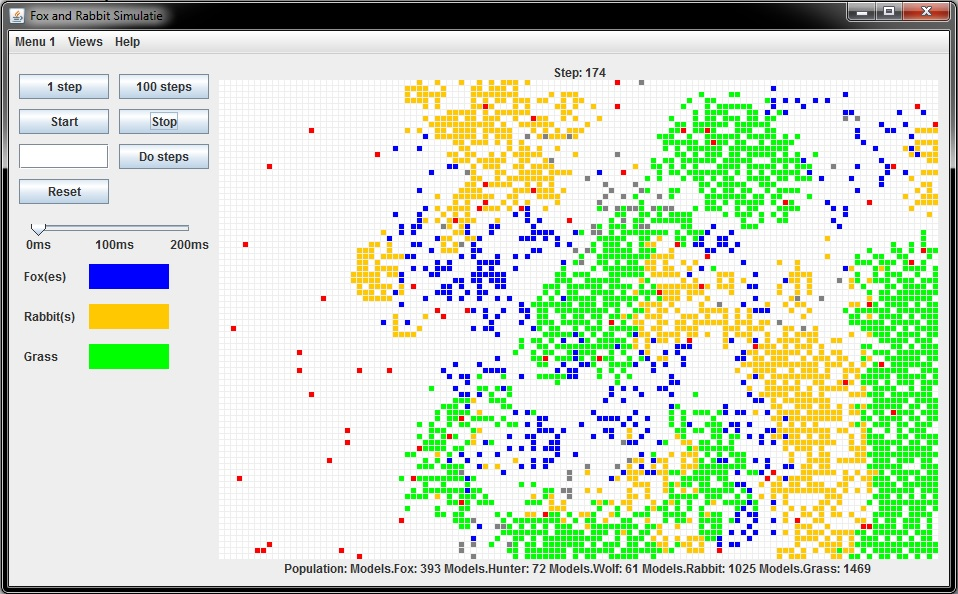 Fox and Rabbit Simulatie
Menu 1 Views Help
Step: 174
1 step 100 steps
Start Stop
Do steps
Reset
0ms 100ms 200ms
Fox(es)
Rabbit(s)
Grass
Population: Models.Fox: 393 Models.Hunter: 72 Models.Wolf: 61 Models.Rabbit: 1025 Models.Grass: 1469